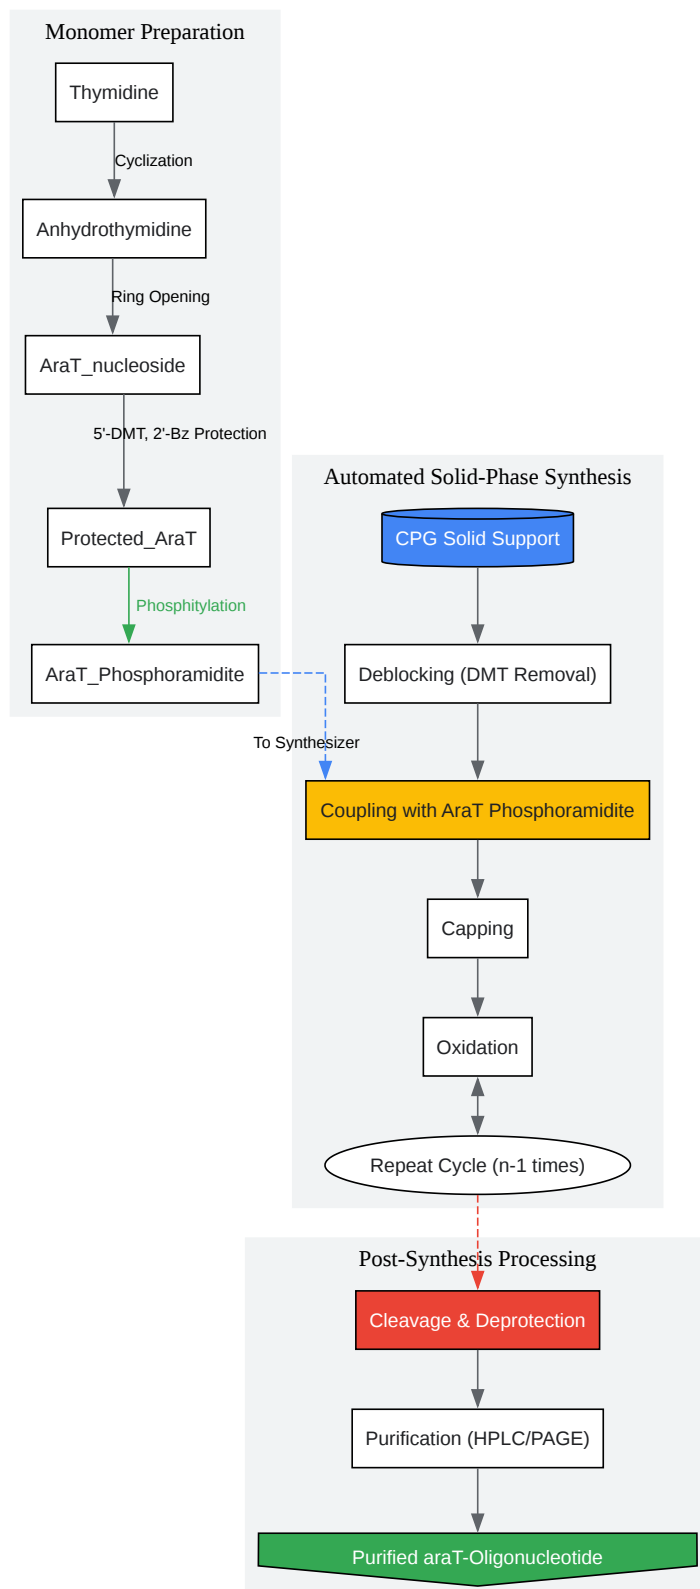 Monomer Preparation
Thymidine
Cyclization
Anhydrothymidine
Ring Opening
AraT_nucleoside
5'-DMT, 2'-Bz Protection
Protected_AraT
Phosphitylation
AraT_Phosphoramidite
To Synthesizer
Automated Solid-Phase Synthesis
CPG Solid Support
Deblocking (DMT Removal)
Coupling with AraT Phosphoramidite
Capping
Oxidation
Repeat Cycle (n-1 times)
Post-Synthesis Processing
Cleavage & Deprotection
Purification (HPLC/PAGE)
Purified araT-Oligonucleotide